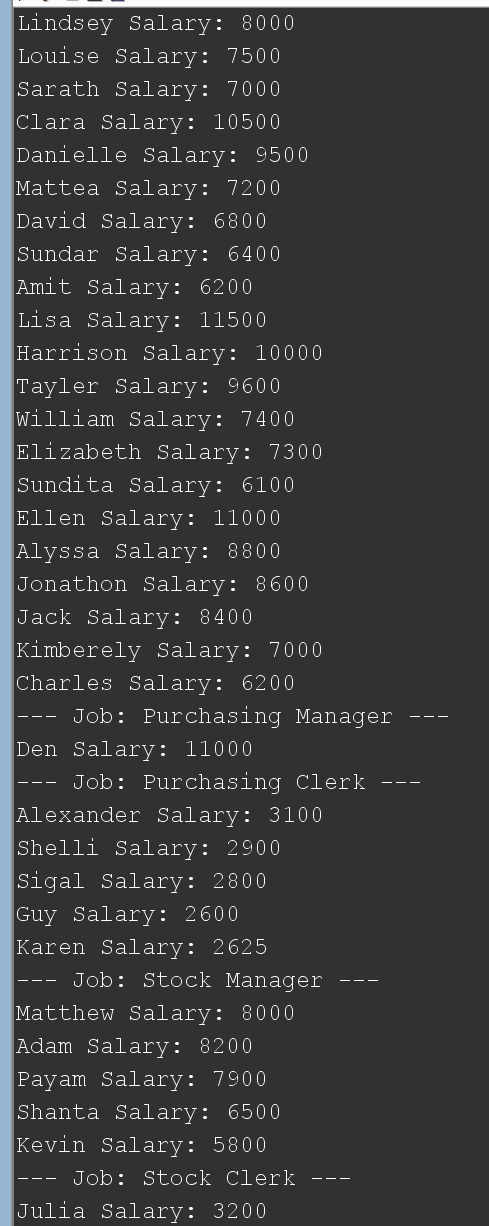 Lindsey Salary: 8000
Louise Salary: 7500
Sarath Salary: 7000
Clara Salary: 10500
Danielle Salary: 9500
Mattea Salary: 7200
David Salary: 6800
Sundar Salary: 6400
Amit Salary: 6200
Lisa Salary: 11500
Harrison Salary: 10000
Tayler Salary: 9600
William Salary: 7400
Elizabeth Salary: 7300
Sundita Salary: 6100
Ellen Salary: 11000
Alyssa Salary: 8800
Jonathon Salary: 8600
Jack Salary: 8400
Kimberely Salary: 7000
Charles Salary: 6200
--- Job: Purchasing Manager ---
Den Salary: 11000
--- Job: Purchasing Clerk ---
Alexander Salary: 3100
Shelli Salary: 2900
Sigal Salary: 2800
Guy Salary: 2600
Karen Salary: 2625
--- Job: Stock Manager ---
Matthew Salary: 8000
Adam Salary: 8200
Payam Salary: 7900
Shanta Salary: 6500
Kevin Salary: 5800
--- Job: Stock Clerk ---
Julia Salary: 3200